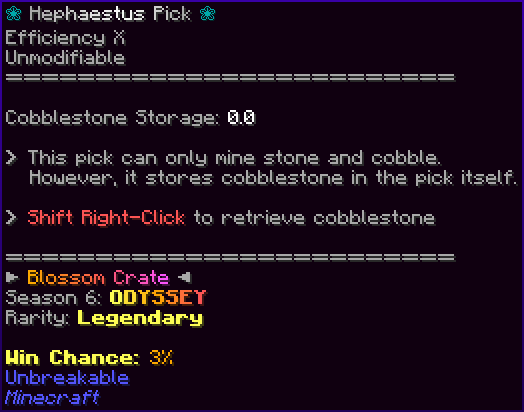 ❀ Hephaestus Pick ❀
Efficiency X
Unmodifiable
==========================
Cobblestone Storage: 0.0
> This pick can only mine stone and cobble.
However, it stores cobblestone in the pick itself.
> Shift Right-Click to retrieve cobblestone
==========================
► Blossom Crate ◄
Season 6: ODYSSEY
Rarity: Legendary
Win Chance: 3%
Unbreakable
Minecraft